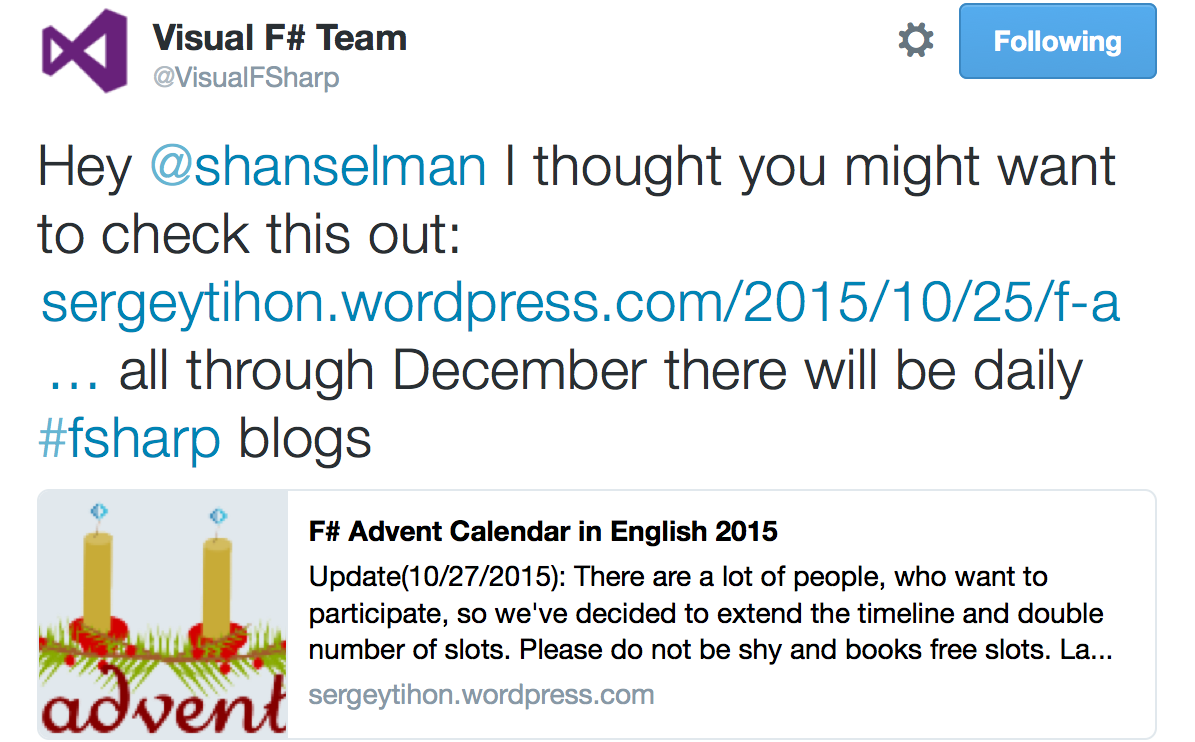 Visual F# Team
@VisualFSharp
Following
Hey @shanselman I thought you might want
to check this out:
sergeytihon.wordpress.com/2015/10/25/f-a
… all through December there will be daily
#fsharp blogs
F# Advent Calendar in English 2015
Update(10/27/2015): There are a lot of people, who want to
participate, so we've decided to extend the timeline and double
number of slots. Please do not be shy and books free slots. La...
sergeytihon.wordpress.com
advent